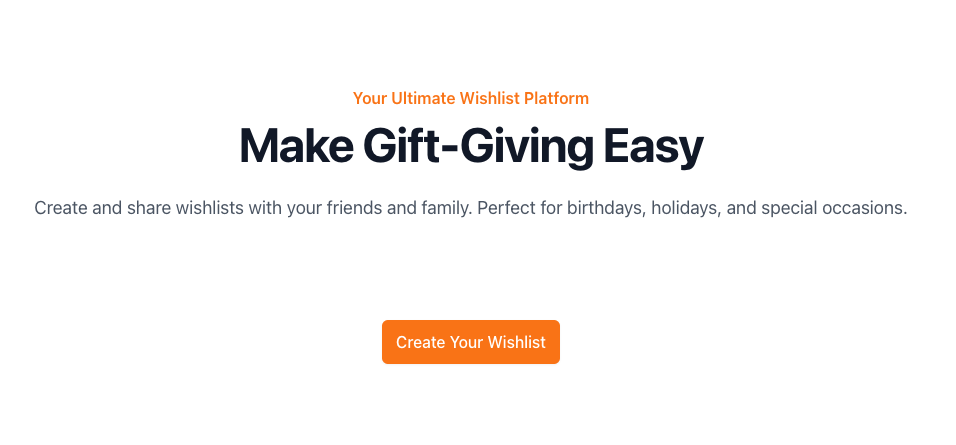 Your Ultimate Wishlist Platform
Make Gift-Giving Easy
Create and share wishlists with your friends and family. Perfect for birthdays, holidays, and special occasions.
Create Your Wishlist